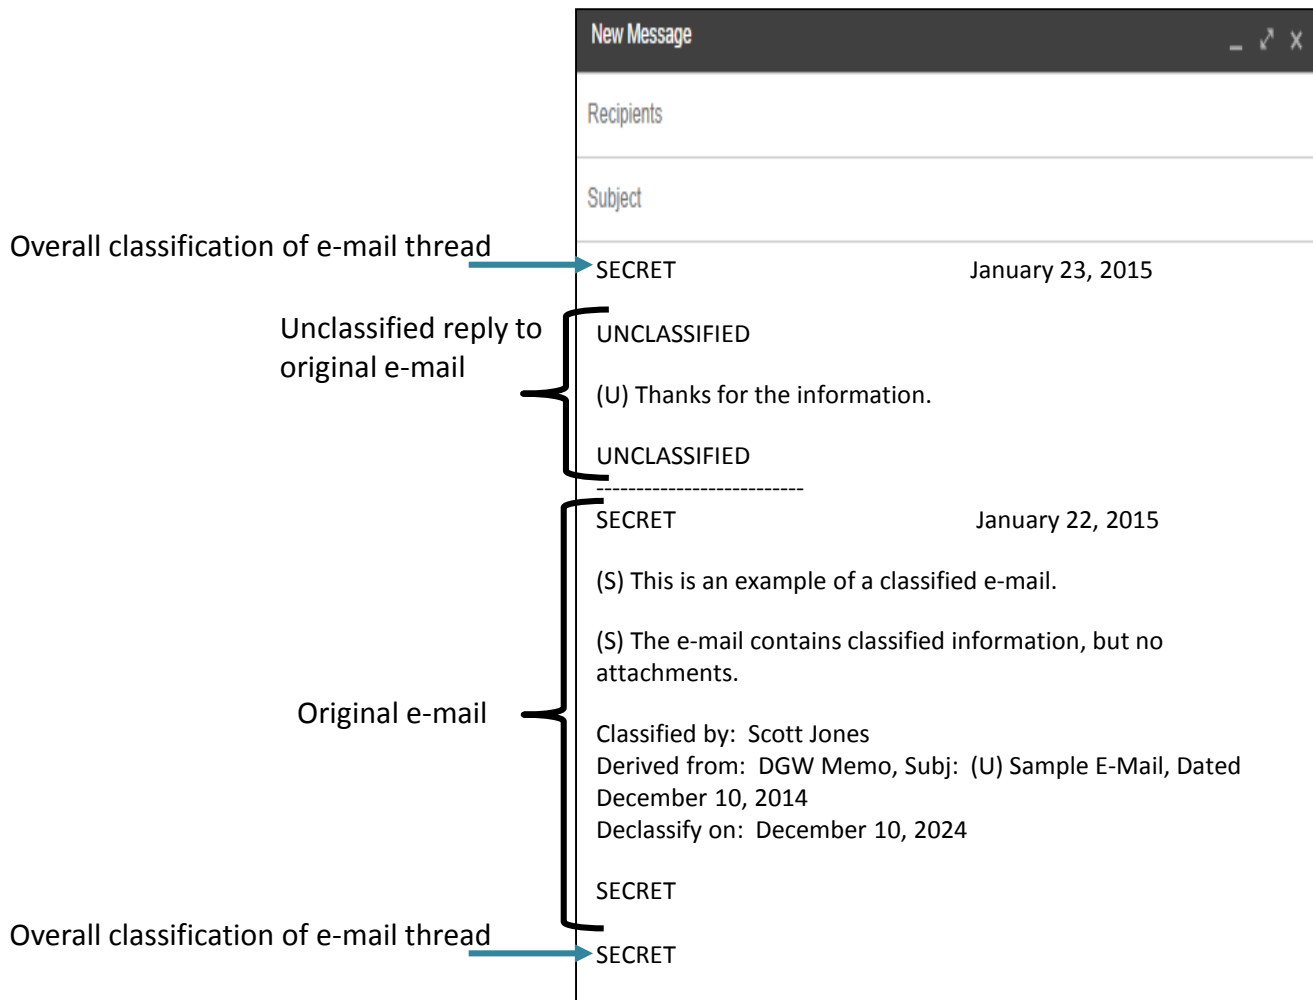 New Message
Recipients
Subject
Overall classification of e-mail thread
SECRET January 23, 2015
Unclassified reply to
original e-mail
UNCLASSIFIED
(U) Thanks for the information.
UNCLASSIFIED
--------------------------
Original e-mail
SECRET January 22, 2015
(S) This is an example of a classified e-mail.
(S) The e-mail contains classified information, but no
attachments.
Classified by:  Scott Jones
Derived from:  DGW Memo, Subj:  (U) Sample E-Mail, Dated
December 10, 2014
Declassify on:  December 10, 2024
SECRET
Overall classification of e-mail thread
SECRET